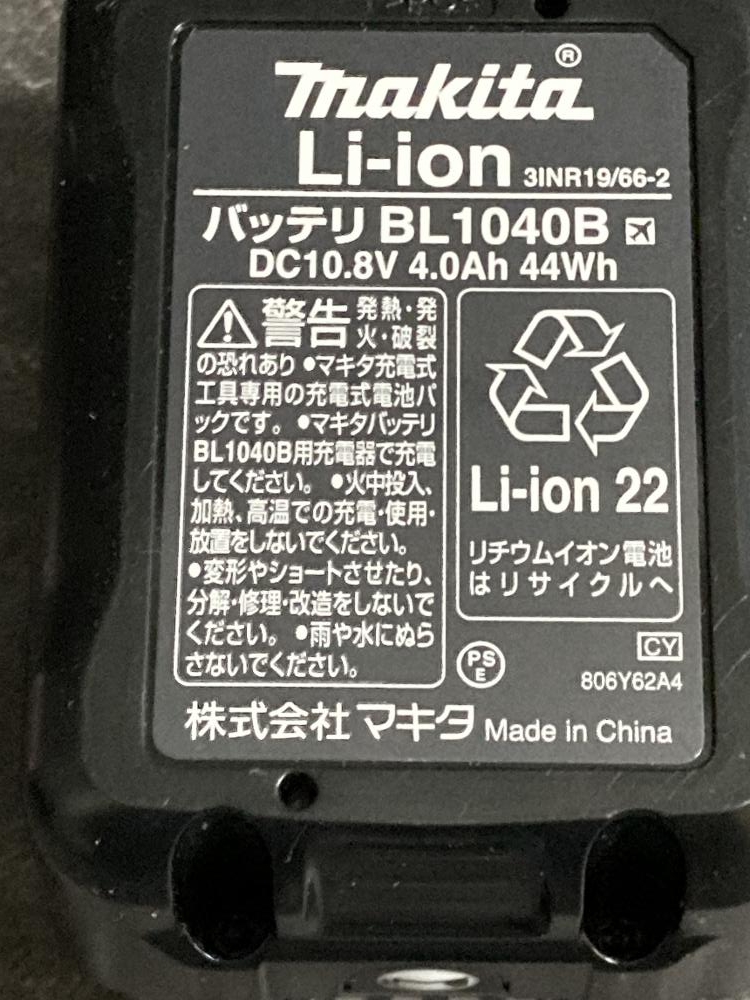 makita®
Li-ion 3INR19/66-2
バッテリ BL1040B
DC10.8V 4.0Ah 44Wh
警告 発熱・発
火・破裂
の恐れあり ●マキタ充電式
工具専用の充電式電池パ
ックです。 ●マキタバッテリ
BL1040B用充電器で充電
してください。 ●火中投入、
加熱、高温での充電・使用・
放置をしないでください。
●変形やショートさせたり、
分解・修理・改造をしないで
ください。 ●雨や水にぬら
さないでください。
Li-ion 22
リチウムイオン電池
はリサイクルへ
PS
E
CY
806Y62A4
株式会社マキタ Made in China